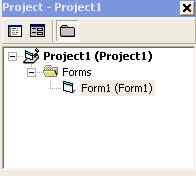 Project - Project1
Project1 (Project1)
Forms
Form1 (Form1)